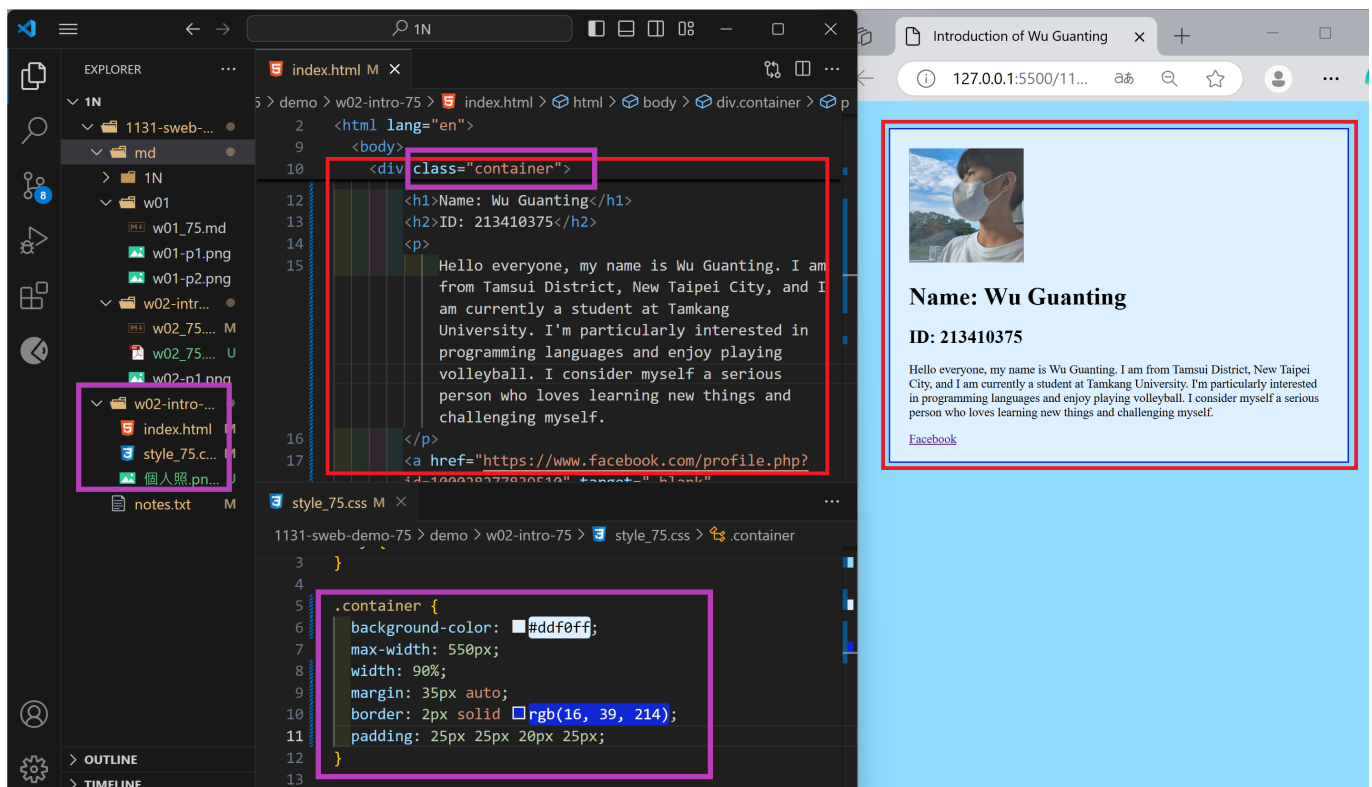 1N
EXPLORER
1N
1131-sweb-...
md
1N
w01
w01_75.md
w01-p1.png
w01-p2.png
w02-intr...
w02_75.... M
w02_75.... U
w02-p1.png
w02-intro-...
index.html M
style_75.c... M
個人照.pn... U
notes.txt M
OUTLINE
TIMELINE
8
index.html M
5 > demo > w02-intro-75 > index.html > html > body > div.container > p
2 <html lang="en">
9 <body>
10 <div class="container">
12 <h1>Name: Wu Guanting</h1>
13 <h2>ID: 213410375</h2>
14 <p>
15 Hello everyone, my name is Wu Guanting. I am
from Tamsui District, New Taipei City, and I
am currently a student at Tamkang
University. I'm particularly interested in
programming languages and enjoy playing
volleyball. I consider myself a serious
person who loves learning new things and
challenging myself.
16 </p>
17 <a href="https://www.facebook.com/profile.php?
style_75.css M
1131-sweb-demo-75 > demo > w02-intro-75 > style_75.css > .container
3 }
4
5 .container {
6 background-color: #ddf0ff;
7 max-width: 550px;
8 width: 90%;
9 margin: 35px auto;
10 border: 2px solid rgb(16, 39, 214);
11 padding: 25px 25px 20px 25px;
12 }
13
Introduction of Wu Guanting
127.0.0.1:5500/11...
Name: Wu Guanting
ID: 213410375
Hello everyone, my name is Wu Guanting. I am from Tamsui District, New Taipei
City, and I am currently a student at Tamkang University. I'm particularly interested
in programming languages and enjoy playing volleyball. I consider myself a serious
person who loves learning new things and challenging myself.
Facebook